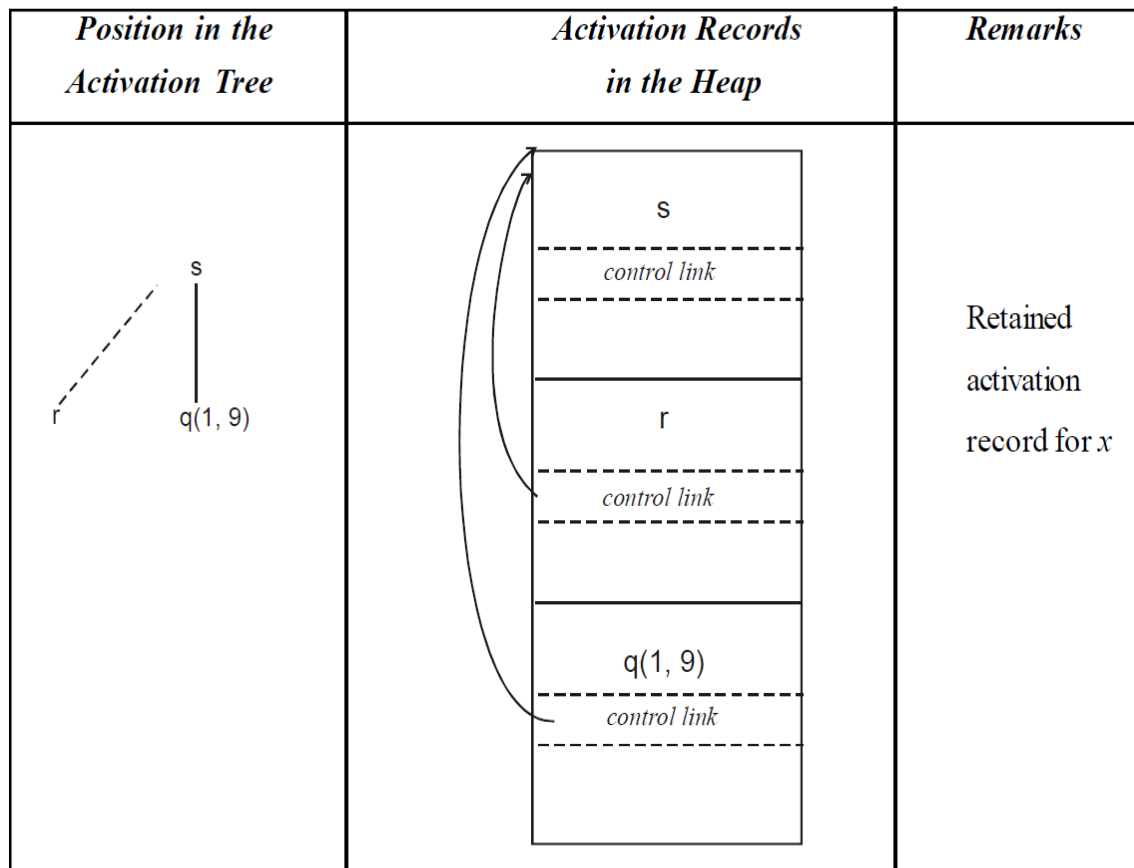 Position in the
Activation Tree
Activation Records
in the Heap
Remarks
s
r
q(1, 9)
s
control link
r
control link
q(1, 9)
control link
Retained
activation
record for x